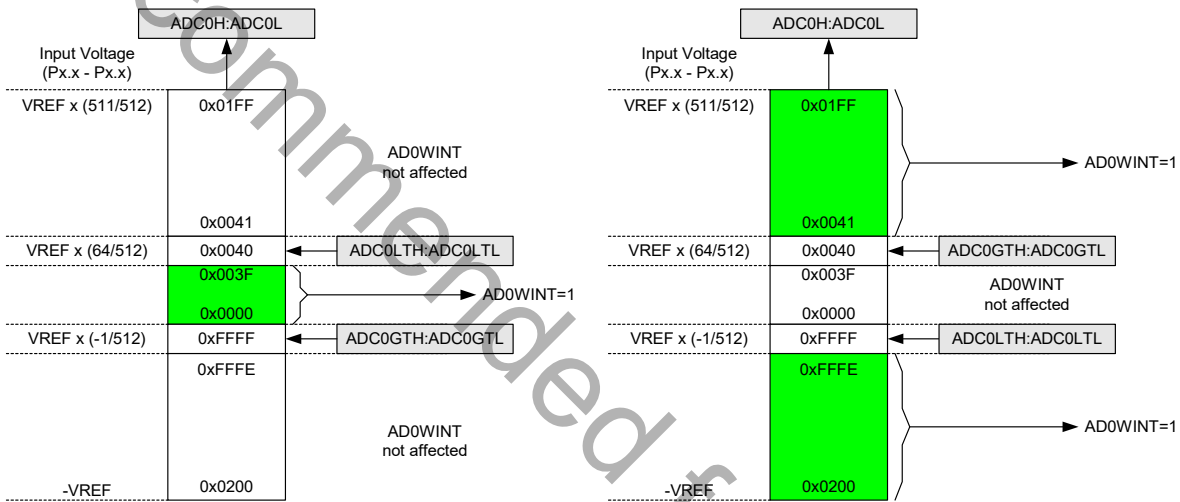 ADC0H:ADC0L
Input Voltage
(Px.x - Px.x)
VREF x (511/512)
0x01FF
AD0WINT
not affected
0x0041
VREF x (64/512)
0x0040
ADC0LTH:ADC0LTL
0x003F
AD0WINT=1
0x0000
VREF x (-1/512)
0xFFFF
ADC0GTH:ADC0GTL
0xFFFE
AD0WINT
not affected
-VREF
0x0200
ADC0H:ADC0L
Input Voltage
(Px.x - Px.x)
VREF x (511/512)
0x01FF
AD0WINT=1
0x0041
VREF x (64/512)
0x0040
ADC0GTH:ADC0GTL
0x003F
AD0WINT
not affected
0x0000
VREF x (-1/512)
0xFFFF
ADC0LTH:ADC0LTL
0xFFFE
AD0WINT=1
-VREF
0x0200
commended f